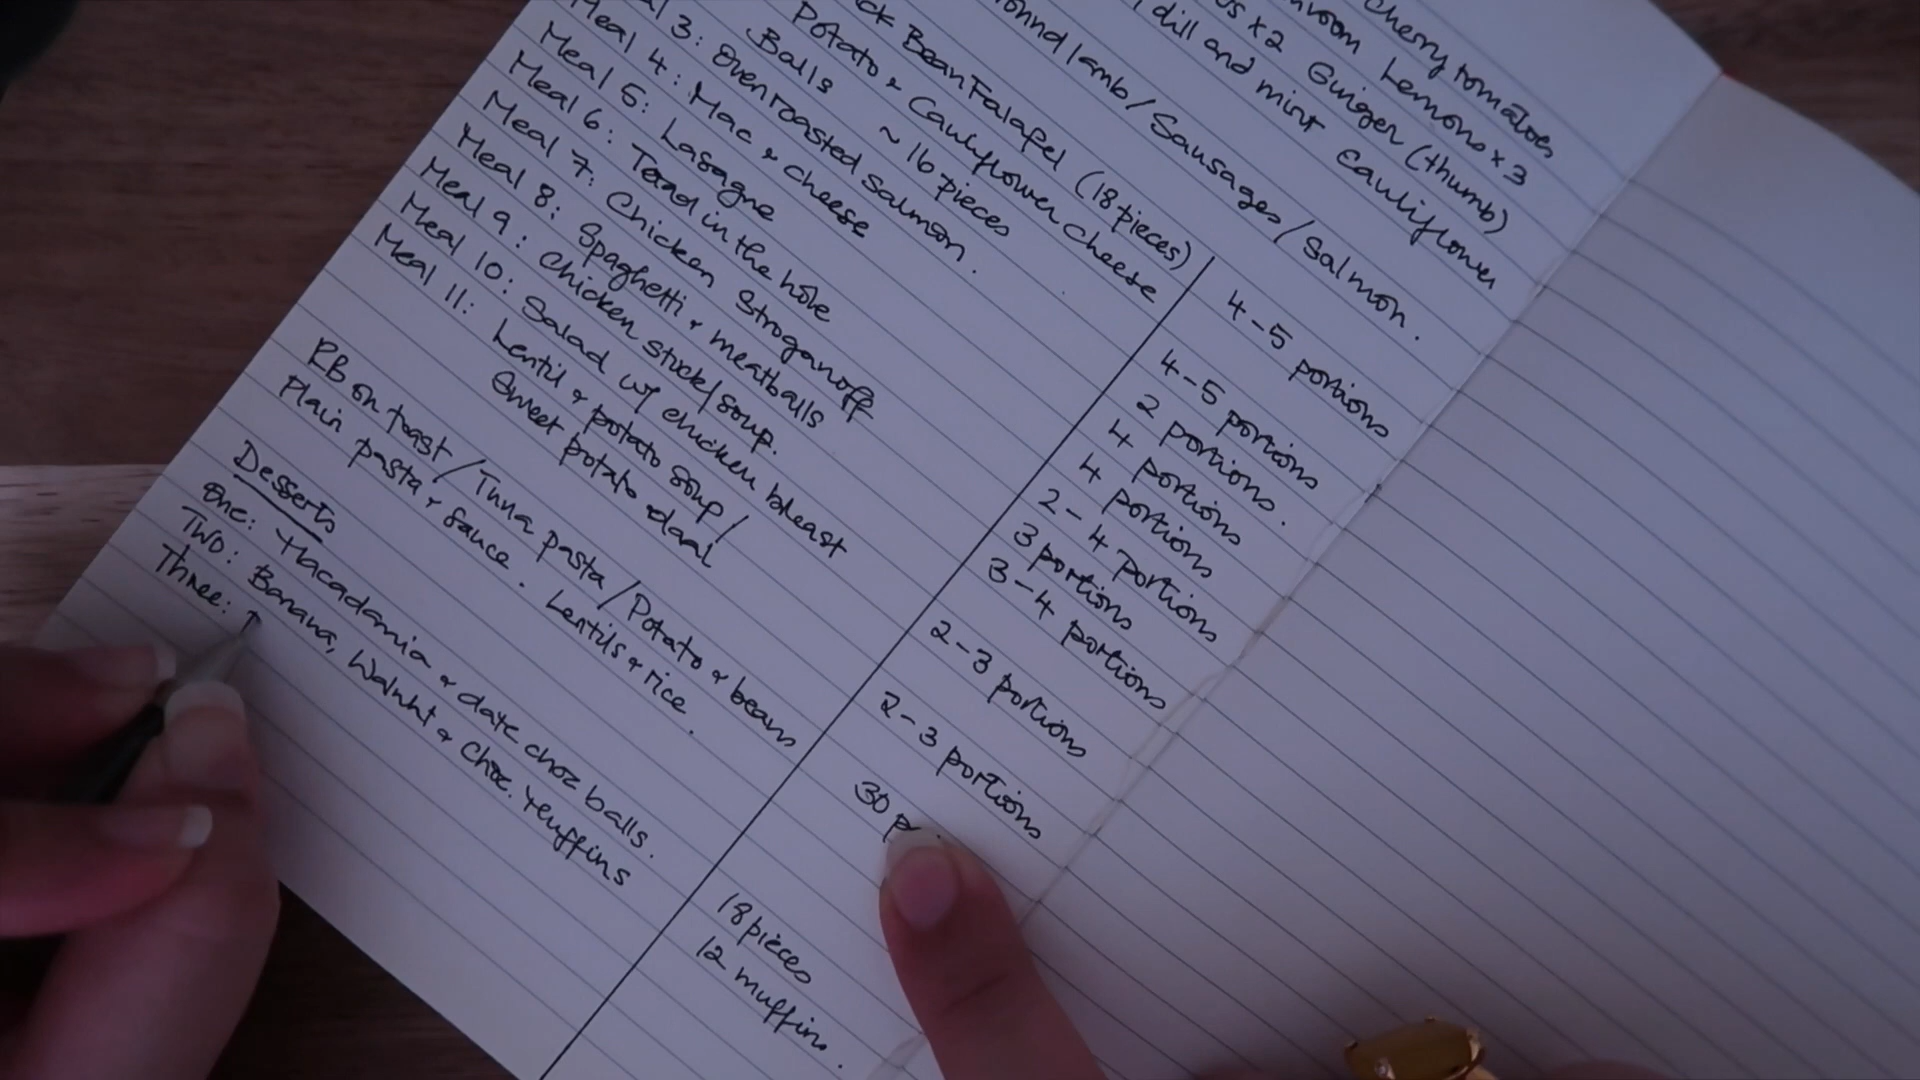 cherry tomatoes
Lemon x 3
x 2 Ginger (thumb)
dill and mint cauliflower
lamb / Sausages / Salmon.
Bean Falafel (18 pieces)
Potato & Cauliflower cheese
Balls ~ 16 pieces
3: Oven roasted salmon.
Meal 4: Mac & cheese
Meal 5: Lasagne
Meal 6: Toad in the hole
Meal 7: Chicken Stroganoff
Meal 8: Spaghetti & meatballs
Meal 9: Chicken stock/soup.
Meal 10: Salad w/ chicken breast
Meal 11: Lentil & potato soup /
Sweet potato daal
RB on toast / Tuna pasta / Potato & beans
Plain pasta & sauce. Lentils & rice.
Desserts
One: Macadamia & date choc balls.
Two: Banana, Walnut & Choc. Muffins
Three:
4-5 portions
4-5 portions
2 portions.
4 portions
4 portions
2-4 portions
3 portions
3-4 portions
2-3 portions
2-3 portions
30
18 pieces
12 muffins.